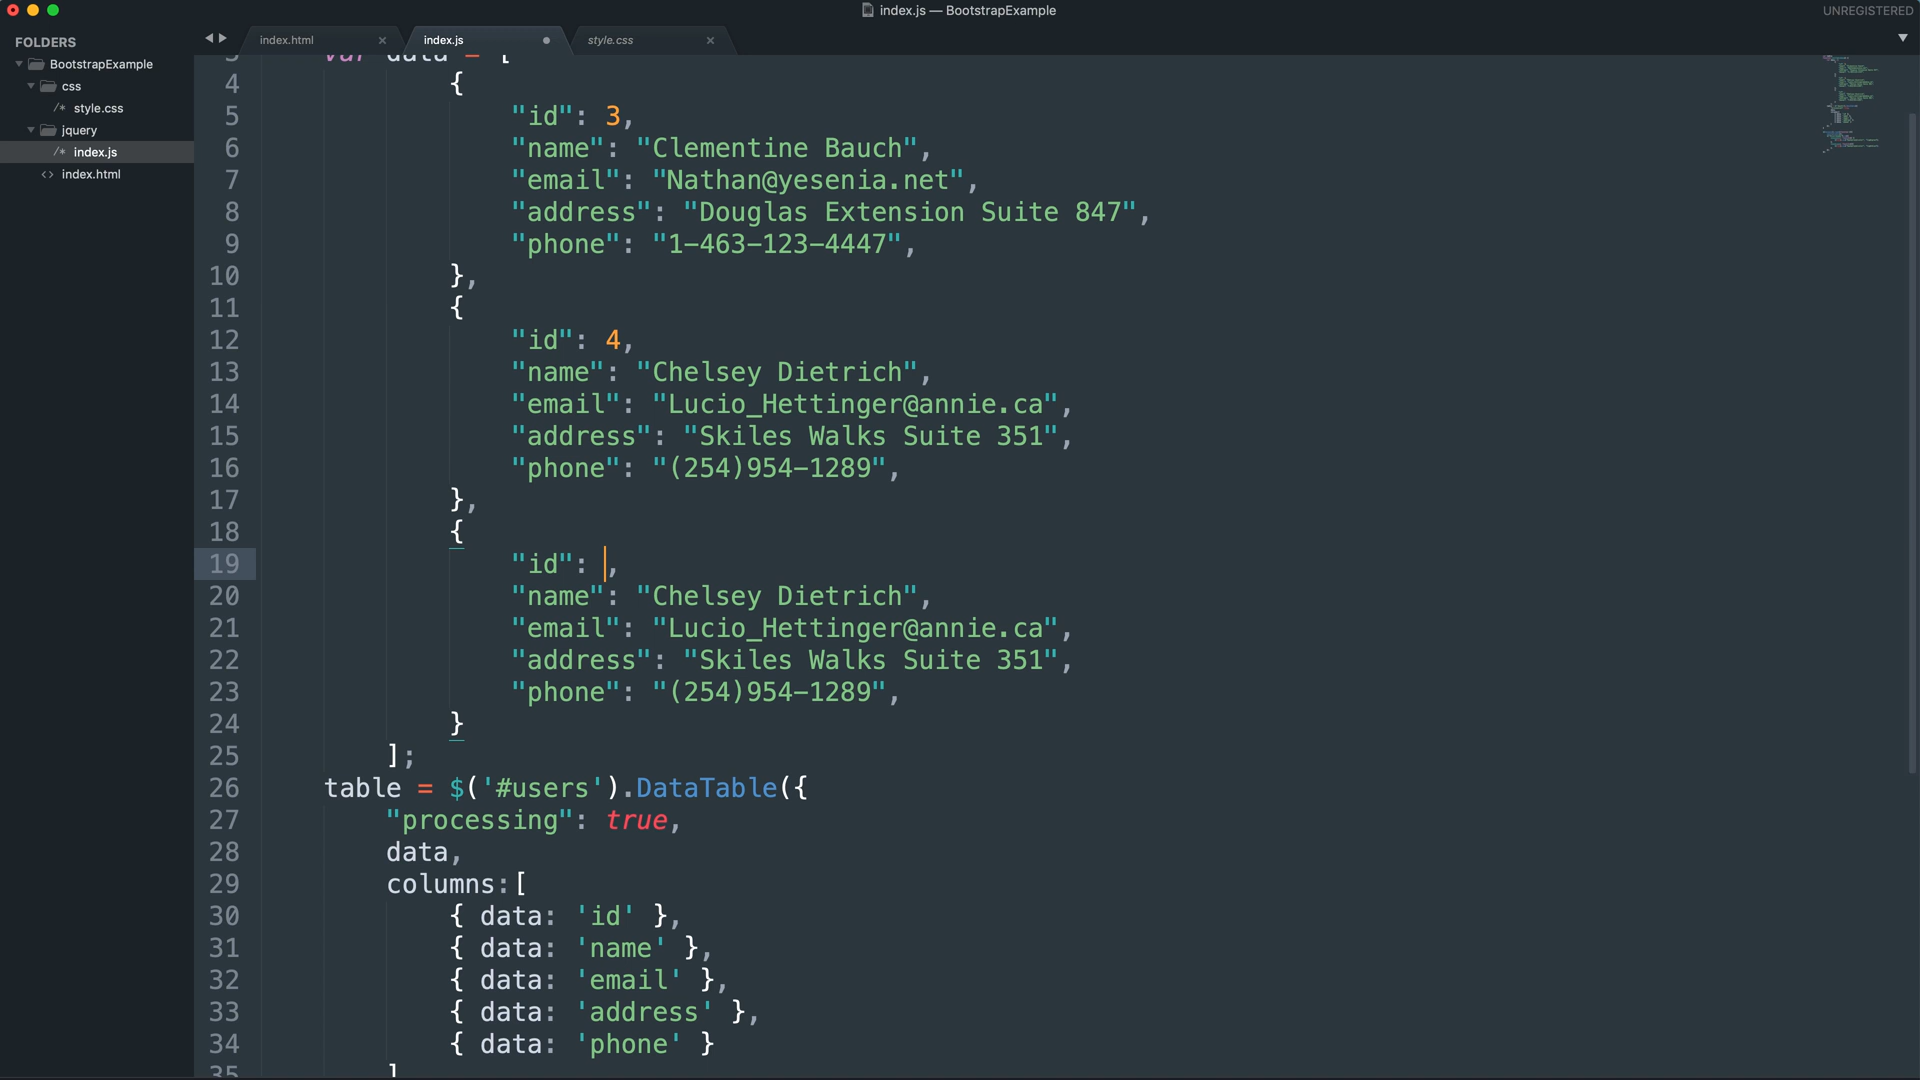 index.js — BootstrapExample
UNREGISTERED
FOLDERS
BootstrapExample
css
/* style.css
jquery
/* index.js
<> index.html
index.html
index.js
style.css
3 var data = [
4 {
5 "id": 3,
6 "name": "Clementine Bauch",
7 "email": "Nathan@yesenia.net",
8 "address": "Douglas Extension Suite 847",
9 "phone": "1-463-123-4447",
10 },
11 {
12 "id": 4,
13 "name": "Chelsey Dietrich",
14 "email": "Lucio_Hettinger@annie.ca",
15 "address": "Skiles Walks Suite 351",
16 "phone": "(254)954-1289",
17 },
18 {
19 "id": ,
20 "name": "Chelsey Dietrich",
21 "email": "Lucio_Hettinger@annie.ca",
22 "address": "Skiles Walks Suite 351",
23 "phone": "(254)954-1289",
24 }
25 ];
26 table = $('#users').DataTable({
27 "processing": true,
28 data,
29 columns:[
30 { data: 'id' },
31 { data: 'name' },
32 { data: 'email' },
33 { data: 'address' },
34 { data: 'phone' }
35 ]